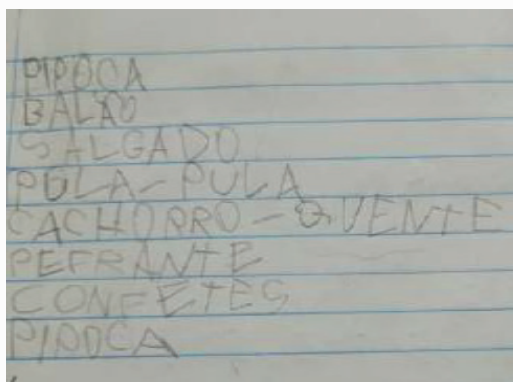 PIPOCA
BALÃO
SALGADO
PULA-PULA
CACHORRO-QUENTE
PEFRANTE
CONFETES
PIPOCA